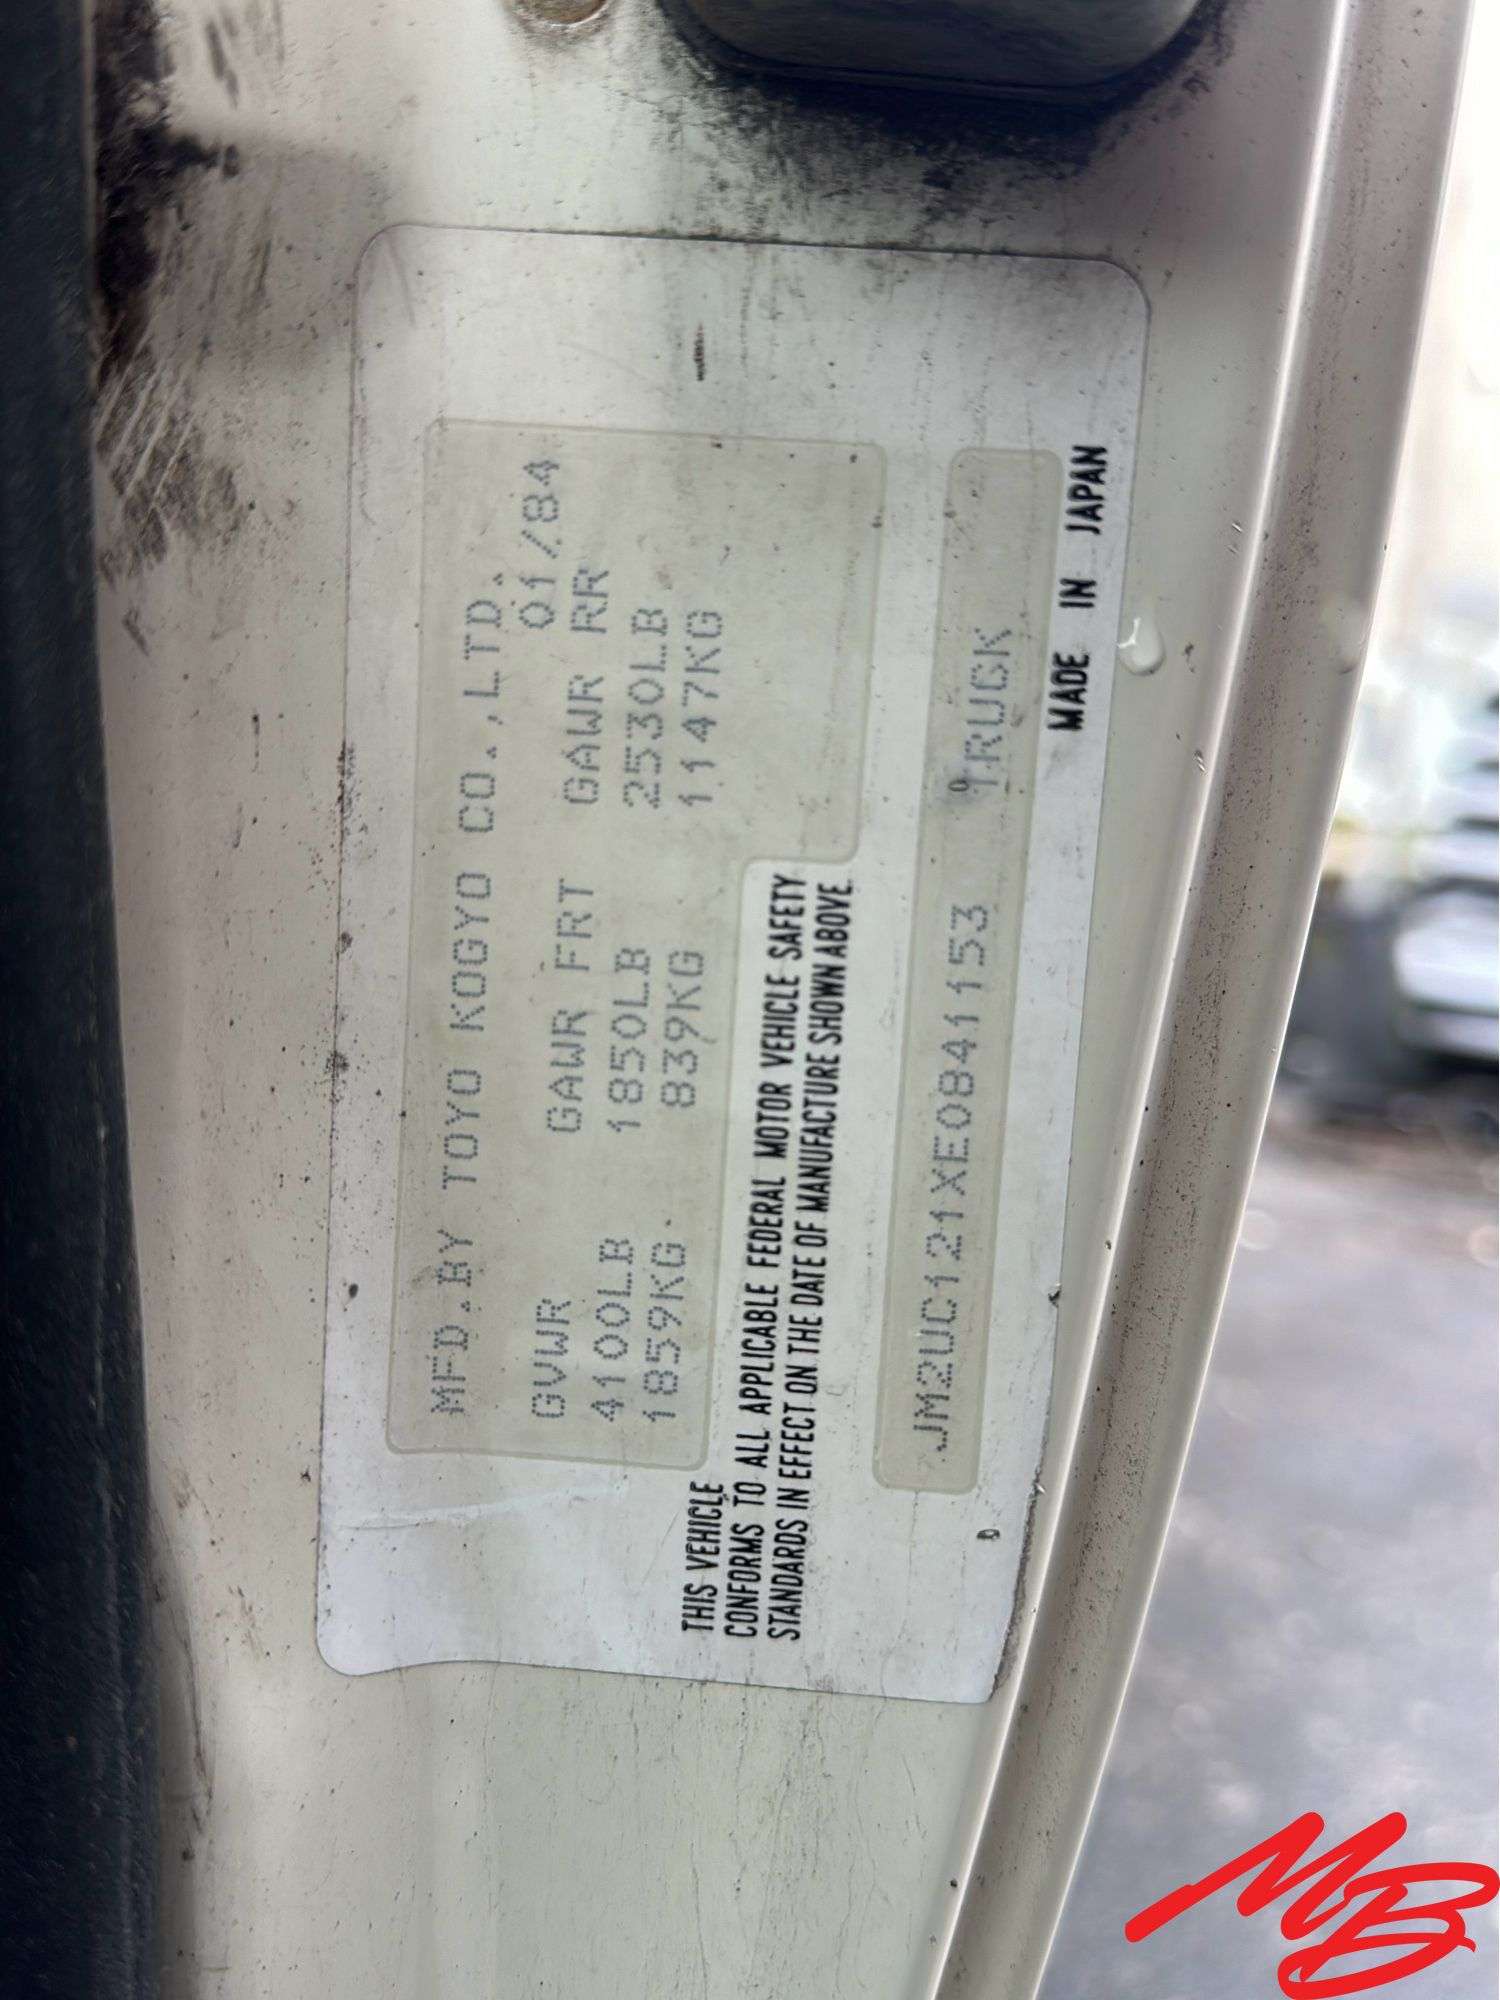 MFD.BY TOYO KOGYO CO.,LTD.
01/84
GVWR GAWR FRT GAWR RR
4100LB 1850LB 2530LB
1859KG 839KG 1147KG
THIS VEHICLE
CONFORMS TO ALL APPLICABLE FEDERAL MOTOR VEHICLE SAFETY
STANDARDS IN EFFECT ON THE DATE OF MANUFACTURE SHOWN ABOVE.
JM2UC121XE0841153 TRUCK
MADE IN JAPAN
MB